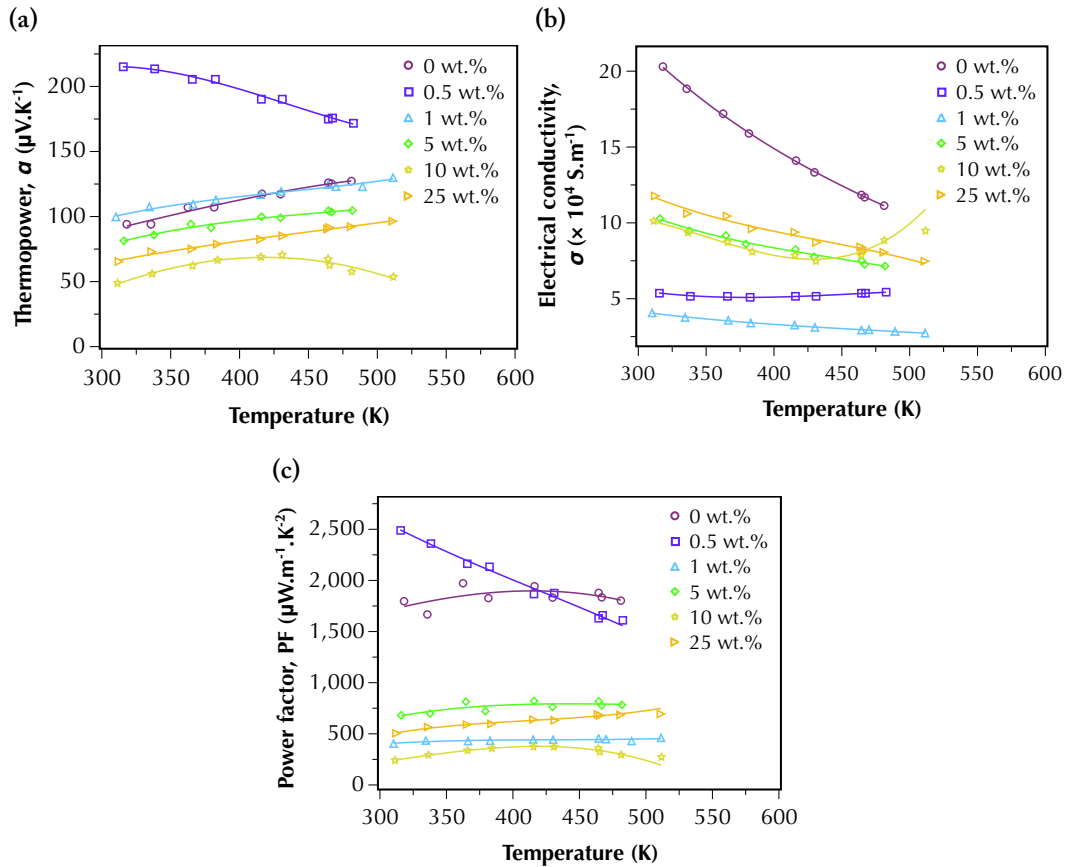 (a)
Thermopower, α (μV.K⁻¹)
200
150
100
50
0
300
350
400
450
500
550
600
Temperature (K)
0 wt.%
0.5 wt.%
1 wt.%
5 wt.%
10 wt.%
25 wt.%
(b)
Electrical conductivity,
σ (× 10⁴ S.m⁻¹)
20
15
10
5
300
350
400
450
500
550
600
Temperature (K)
0 wt.%
0.5 wt.%
1 wt.%
5 wt.%
10 wt.%
25 wt.%
(c)
Power factor, PF (μW.m⁻¹.K⁻²)
2,500
2,000
1,500
1,000
500
0
300
350
400
450
500
550
600
Temperature (K)
0 wt.%
0.5 wt.%
1 wt.%
5 wt.%
10 wt.%
25 wt.%